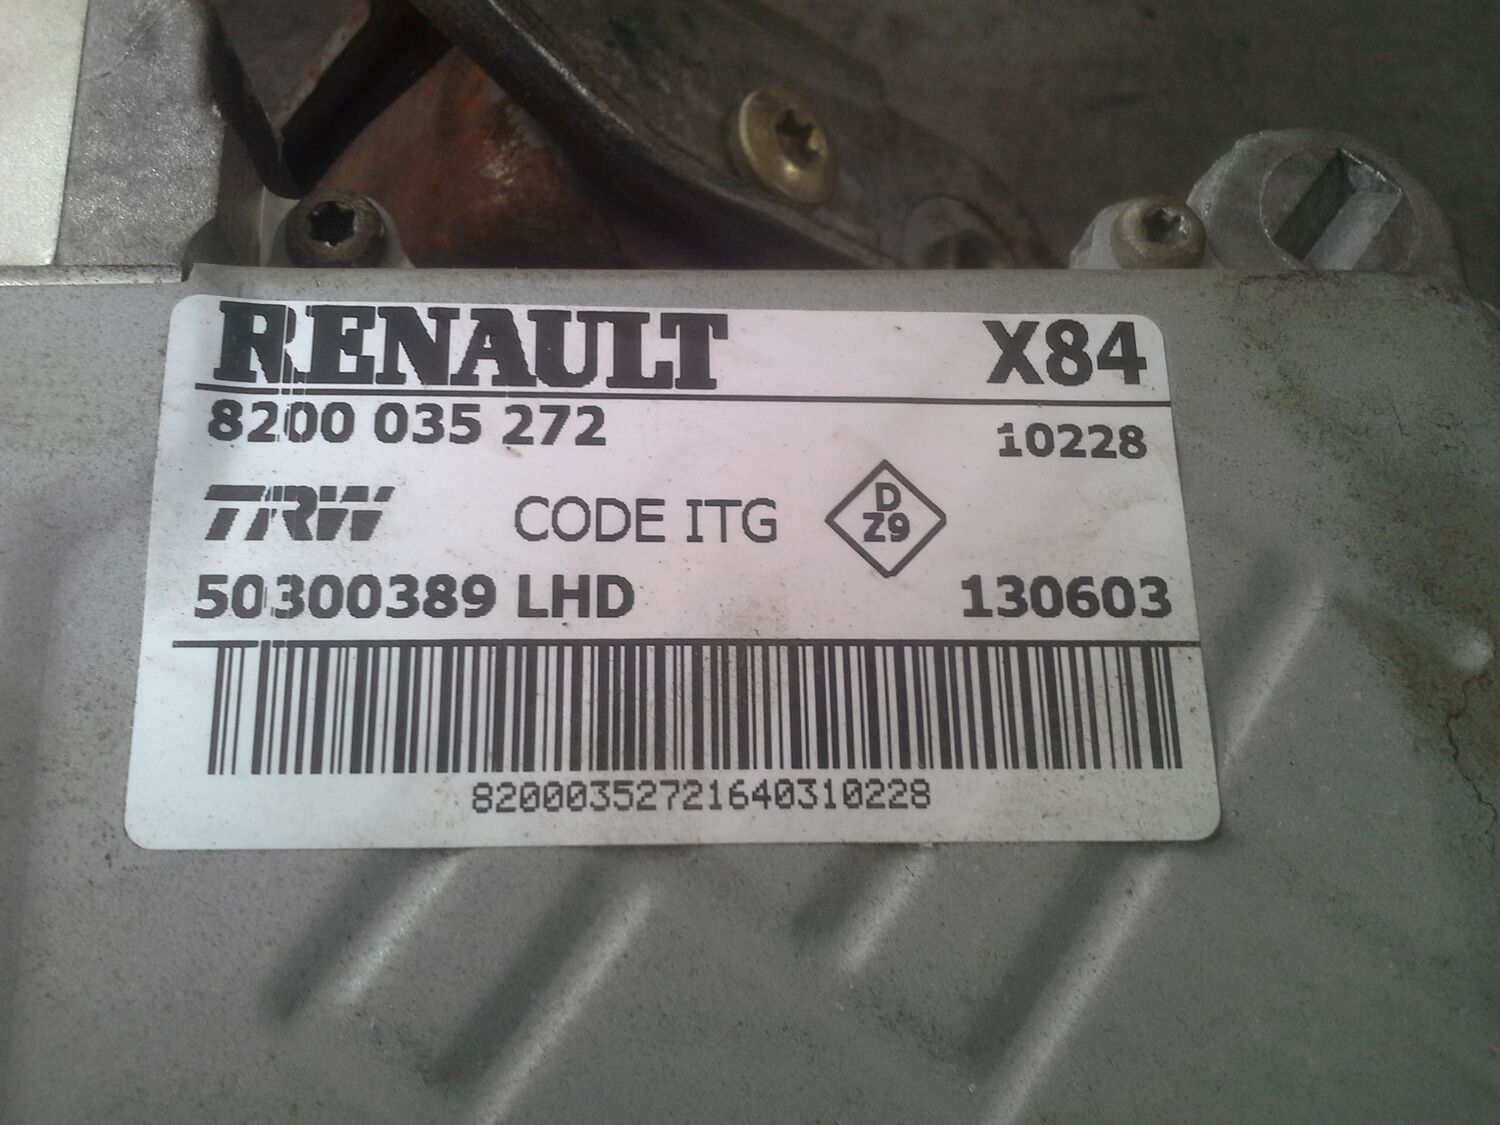 RENAULT X84
8200 035 272 10228
TRW CODE ITG D Z9
50300389 LHD 130603
82000352721640310228